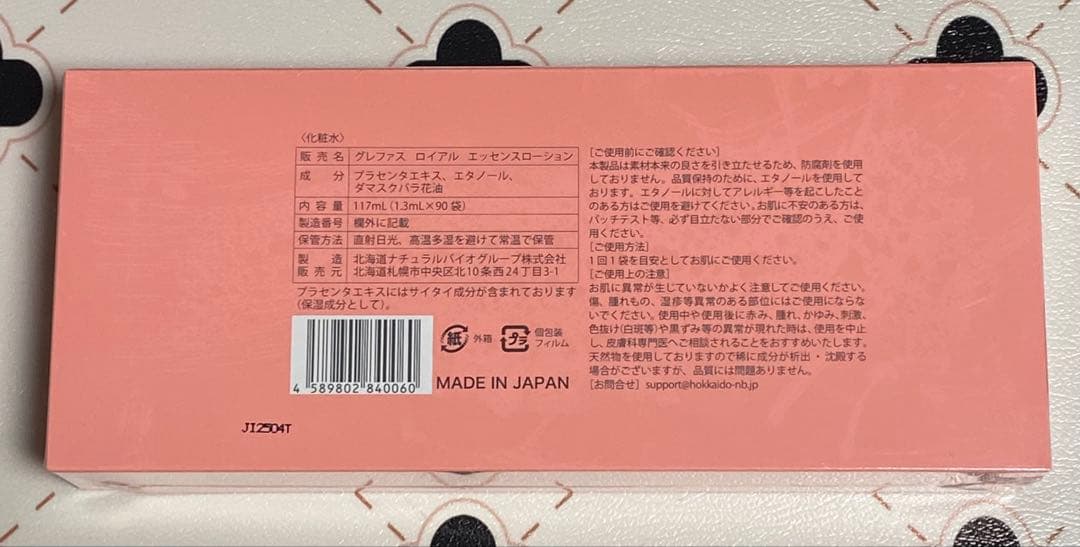 〈化粧水〉
販売名 グレファス ロイアル エッセンスローション
成分 プラセンタエキス、エタノール、
ダマスクバラ花油
内容量 117mL（1.3mL×90袋）
製造番号 欄外に記載
保管方法 直射日光、高温多湿を避けて常温で保管
製造 北海道ナチュラルバイオグループ株式会社
販売元 北海道札幌市中央区北10条西24丁目3-1
プラセンタエキスにはサイタイ成分が含まれております
（保湿成分として）。
4 589802 840060
紙 外箱 プラ 個包装
フィルム
MADE IN JAPAN
JI2504T
［ご使用前にご確認ください］
本製品は素材本来の良さを引き立たせるため、防腐剤を使用
しておりません。品質保持のために、エタノールを使用して
おります。エタノールに対してアレルギー等を起こしたこと
のある方はご使用を避けてください。お肌に不安のある方は、
パッチテスト等、必ず目立たない部分でご確認のうえ、ご使
用ください。
［ご使用方法］
1回1袋を目安としてお肌にご使用ください。
［ご使用上の注意］
お肌に異常が生じていないかよく注意してご使用ください。
傷、腫れもの、湿疹等異常のある部位にはご使用にならな
いでください。使用中や使用後に赤み、腫れ、かゆみ、刺激、
色抜け(白斑等)や黒ずみ等の異常が現れた時は、使用を中止
し、皮膚科専門医へご相談されることをおすすめいたします。
天然物を使用しておりますので稀に成分が析出・沈殿する
場合がございますが、品質には問題ありません。
［お問合せ］support@hokkaido-nb.jp